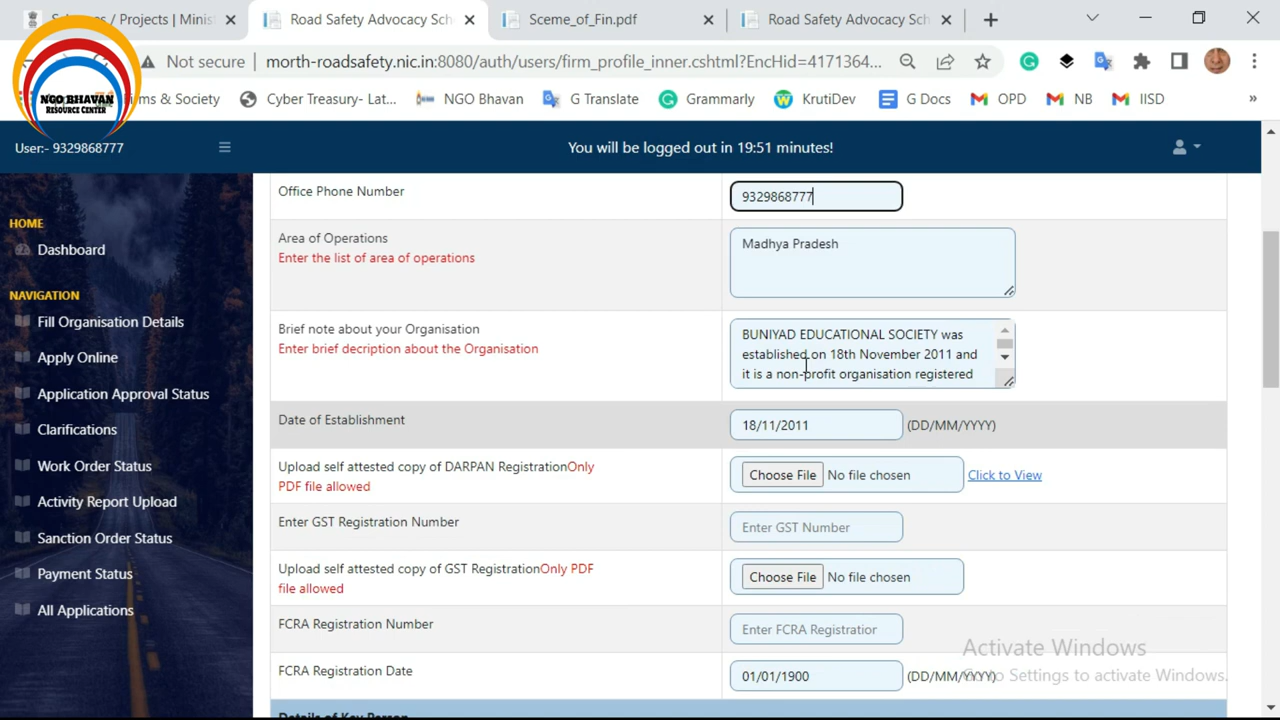 Schemes / Projects | Minis
Road Safety Advocacy Sch
Sceme_of_Fin.pdf
Road Safety Advocacy Sch
Not secure
morth-roadsafety.nic.in:8080/auth/users/firm_profile_inner.cshtml?EncHid=4171364...
NGO BHAVAN
RESOURCE CENTER
ms & Society
Cyber Treasury- Lat...
NGO Bhavan
G Translate
Grammarly
KrutiDev
G Docs
OPD
NB
IISD
»
User:- 9329868777
You will be logged out in 19:51 minutes!
HOME
Dashboard
NAVIGATION
Fill Organisation Details
Apply Online
Application Approval Status
Clarifications
Work Order Status
Activity Report Upload
Sanction Order Status
Payment Status
All Applications
Office Phone Number
9329868777
Area of Operations
Enter the list of area of operations
Madhya Pradesh
Brief note about your Organisation
Enter brief decription about the Organisation
BUNIYAD EDUCATIONAL SOCIETY was
established on 18th November 2011 and
it is a non-profit organisation registered
Date of Establishment
18/11/2011
(DD/MM/YYYY)
Upload self attested copy of DARPAN RegistrationOnly
PDF file allowed
Choose File No file chosen
Click to View
Enter GST Registration Number
Enter GST Number
Upload self attested copy of GST RegistrationOnly PDF
file allowed
Choose File No file chosen
FCRA Registration Number
Enter FCRA Registratior
FCRA Registration Date
01/01/1900
(DD/MM/YYYY)
Activate Windows
Go to Settings to activate Windows.
Details of Key Person